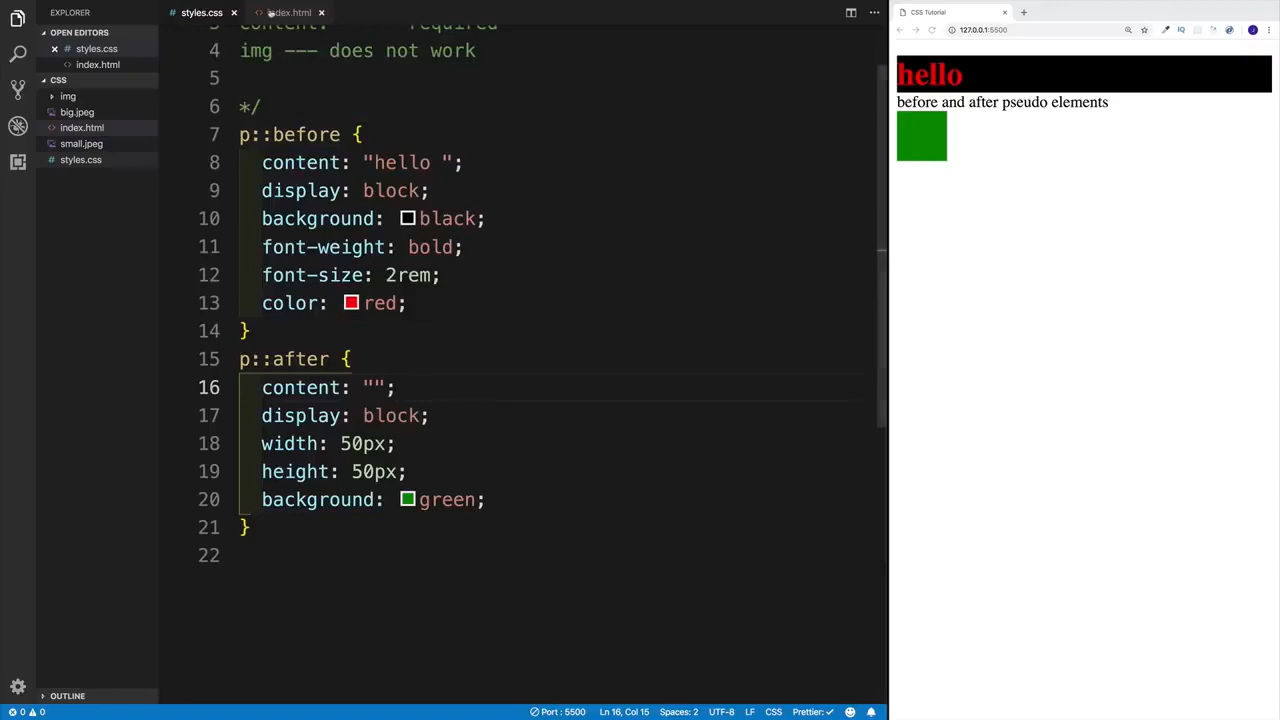 EXPLORER
OPEN EDITORS
styles.css
index.html
CSS
img
big.jpeg
index.html
small.jpeg
styles.css
OUTLINE
styles.css
index.html
content: required
4 img --- does not work
5
6 */
7 p::before {
8 content: "hello ";
9 display: block;
10 background: black;
11 font-weight: bold;
12 font-size: 2rem;
13 color: red;
14 }
15 p::after {
16 content: "";
17 display: block;
18 width: 50px;
19 height: 50px;
20 background: green;
21 }
22
0 0 Port : 5500 Ln 16, Col 15 Spaces: 2 UTF-8 LF CSS Prettier: ✓
CSS Tutorial
127.0.0.1:5500
IQ
J
hello
before and after pseudo elements